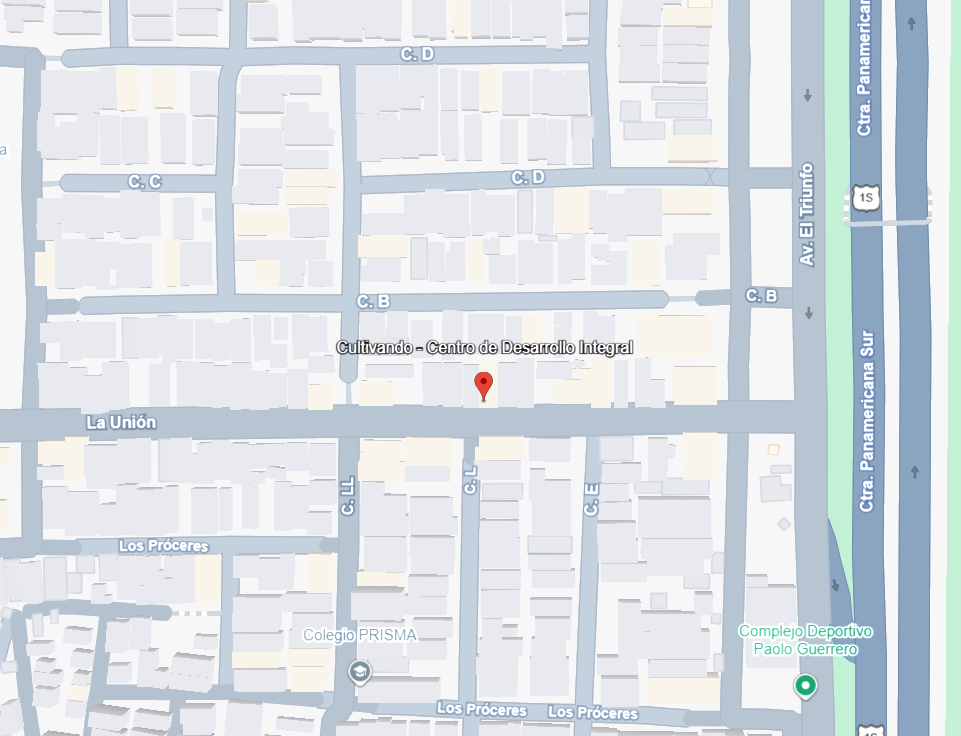 C. D
Ctra. Panamericana
a
C. C
C. D
Av. El Triunfo
1S
C. B
C. B
Cultivando - Centro de Desarrollo Integral
La Unión
Ctra. Panamericana Sur
C. LL
C. L
C. E
Los Próceres
Colegio PRISMA
Complejo Deportivo
Paolo Guerrero
Los Próceres
Los Próceres
1S